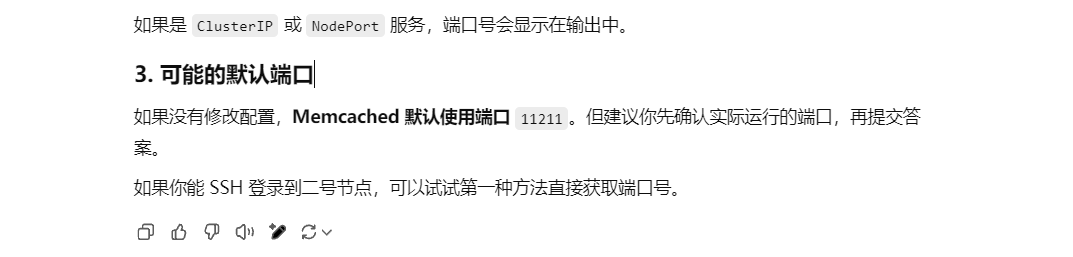 如果是 ClusterIP 或 NodePort 服务，端口号会显示在输出中。
3. 可能的默认端口
如果没有修改配置，Memcached 默认使用端口 11211。但建议你先确认实际运行的端口，再提交答
案。
如果你能 SSH 登录到二号节点，可以试试第一种方法直接获取端口号。